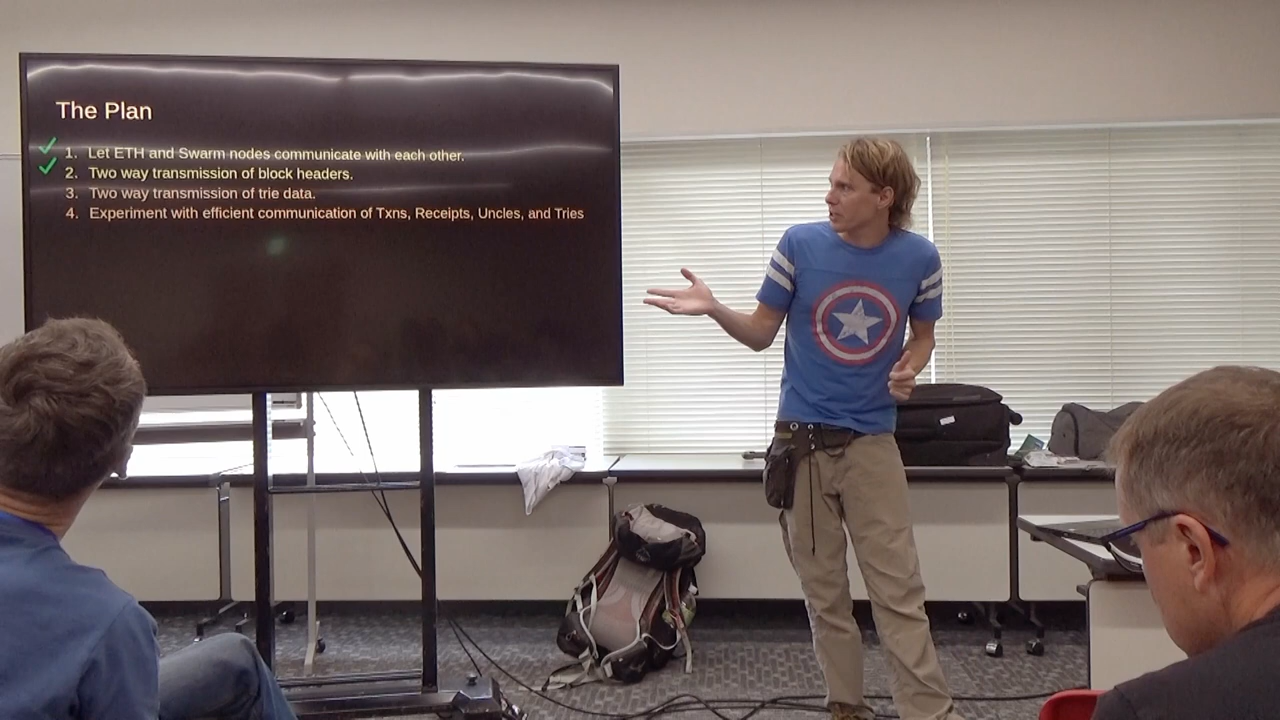 The Plan
1. Let ETH and Swarm nodes communicate with each other.
2. Two way transmission of block headers.
3. Two way transmission of trie data.
4. Experiment with efficient communication of Txns, Receipts, Uncles, and Tries